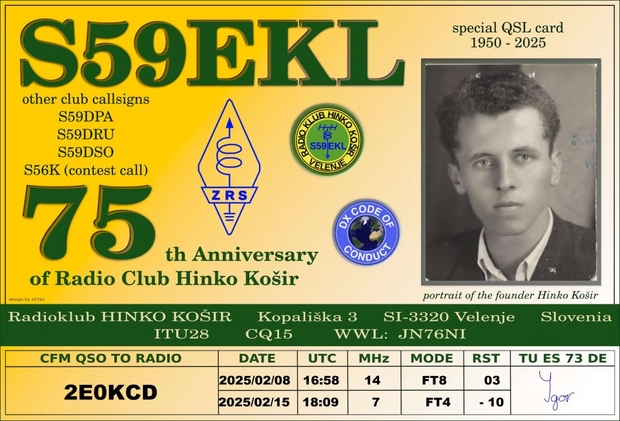 S59EKL
special QSL card
1950 - 2025
other club callsigns
S59DPA
S59DRU
S59DSO
S56K (contest call)
RADIO KLUB HINKO KOŠIR
S59EKL
VELENJE
ZRS
DX CODE OF
CONDUCT
75
th Anniversary
of Radio Club Hinko Košir
design by s57en
portrait of the founder Hinko Košir
Radioklub HINKO KOŠIR Kopališka 3 SI-3320 Velenje Slovenia
ITU28 CQ15 WWL: JN76NI
CFM QSO TO RADIO DATE UTC MHz MODE RST TU ES 73 DE
2E0KCD
2025/02/08 16:58 14 FT8 03
2025/02/15 18:09 7 FT4 - 10
Igor